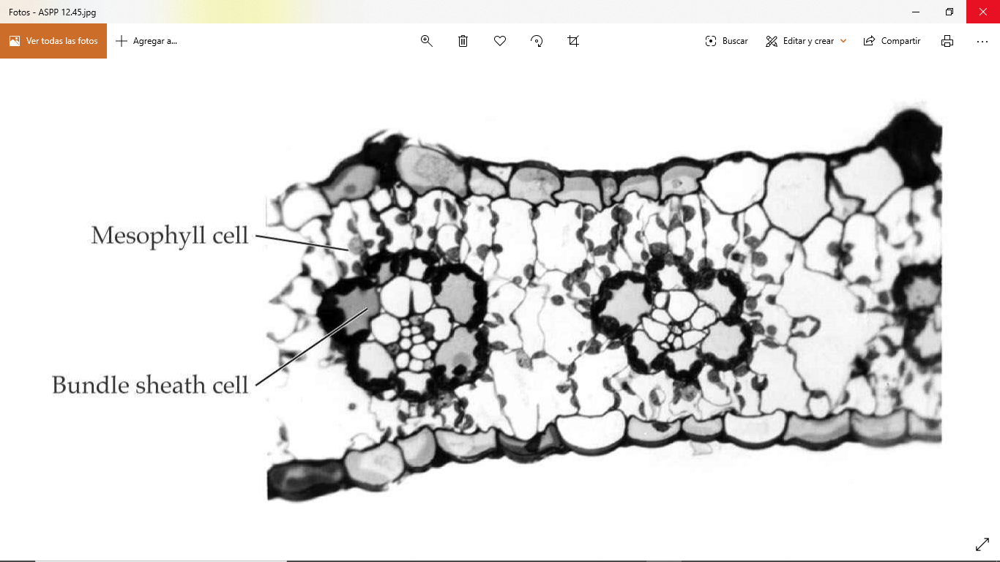 Fotos - ASPP 12.45.jpg
Ver todas las fotos
Agregar a...
Buscar
Editar y crear
Compartir
Mesophyll cell
Bundle sheath cell